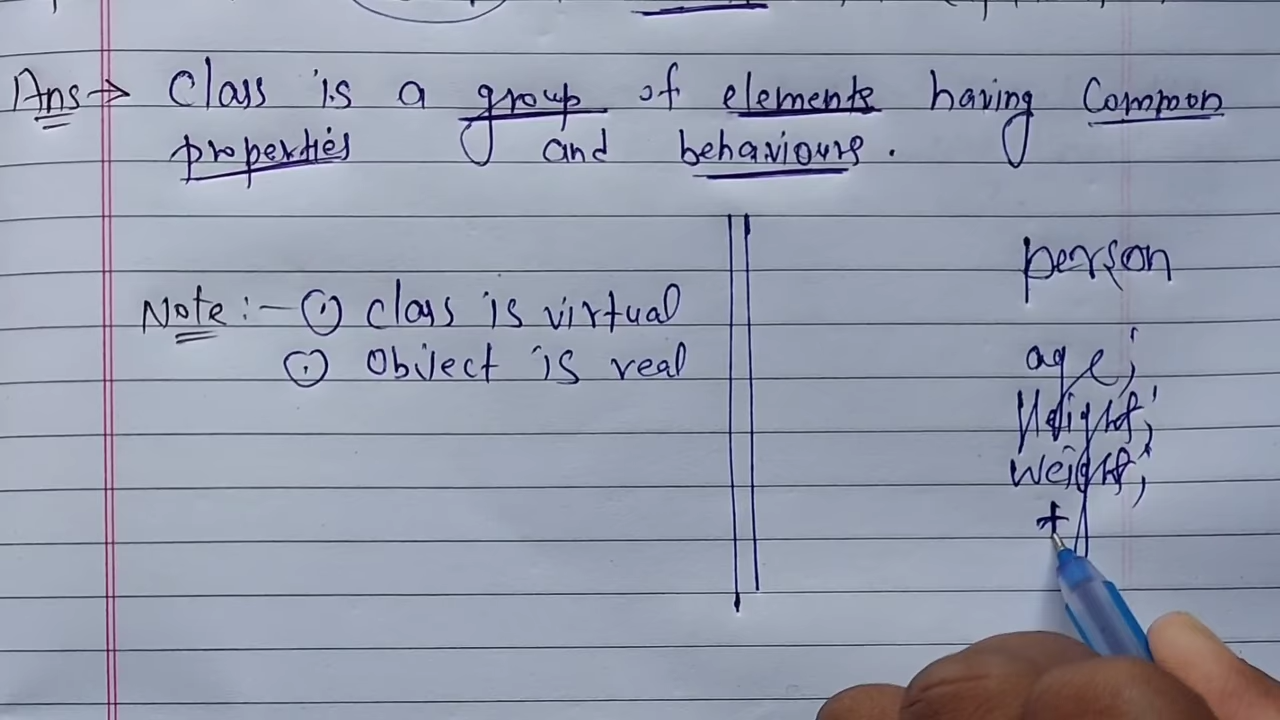 Ans → Class is a group of elements having Common
properties and behaviours.
Note :- ① class is virtual
⊙ Object is real
person
age;
Height;
weight;
+